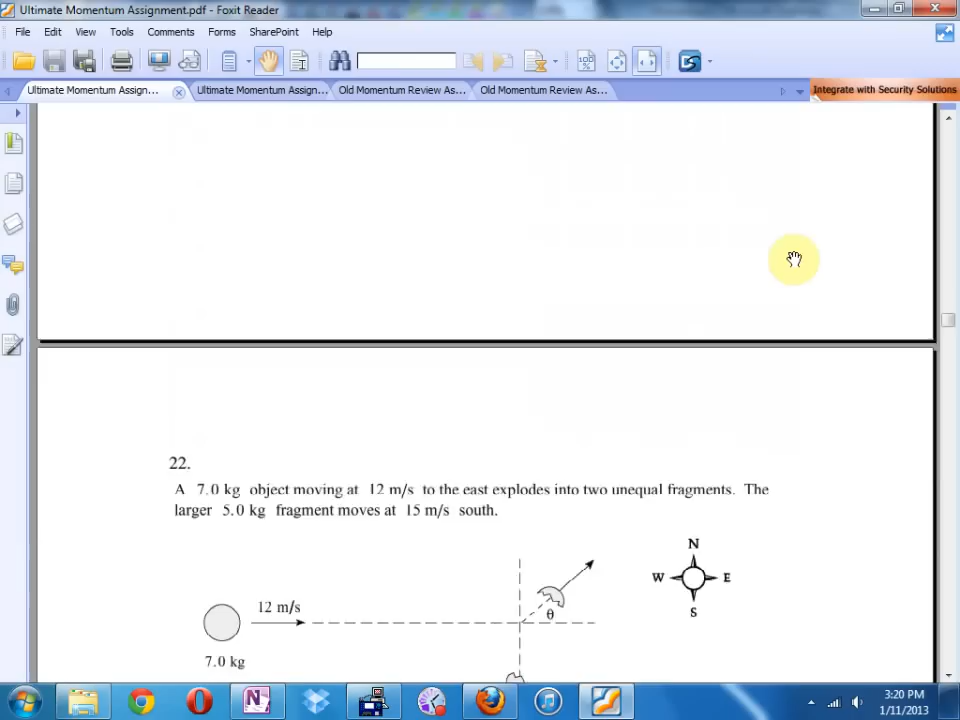 Ultimate Momentum Assignment.pdf - Foxit Reader
File Edit View Tools Comments Forms SharePoint Help
Ultimate Momentum Assign... Ultimate Momentum Assign... Old Momentum Review As... Old Momentum Review As... Integrate with Security Solutions
22.
A 7.0 kg object moving at 12 m/s to the east explodes into two unequal fragments. The
larger 5.0 kg fragment moves at 15 m/s south.
N
W E
S
12 m/s
θ
7.0 kg
3:20 PM
1/11/2013